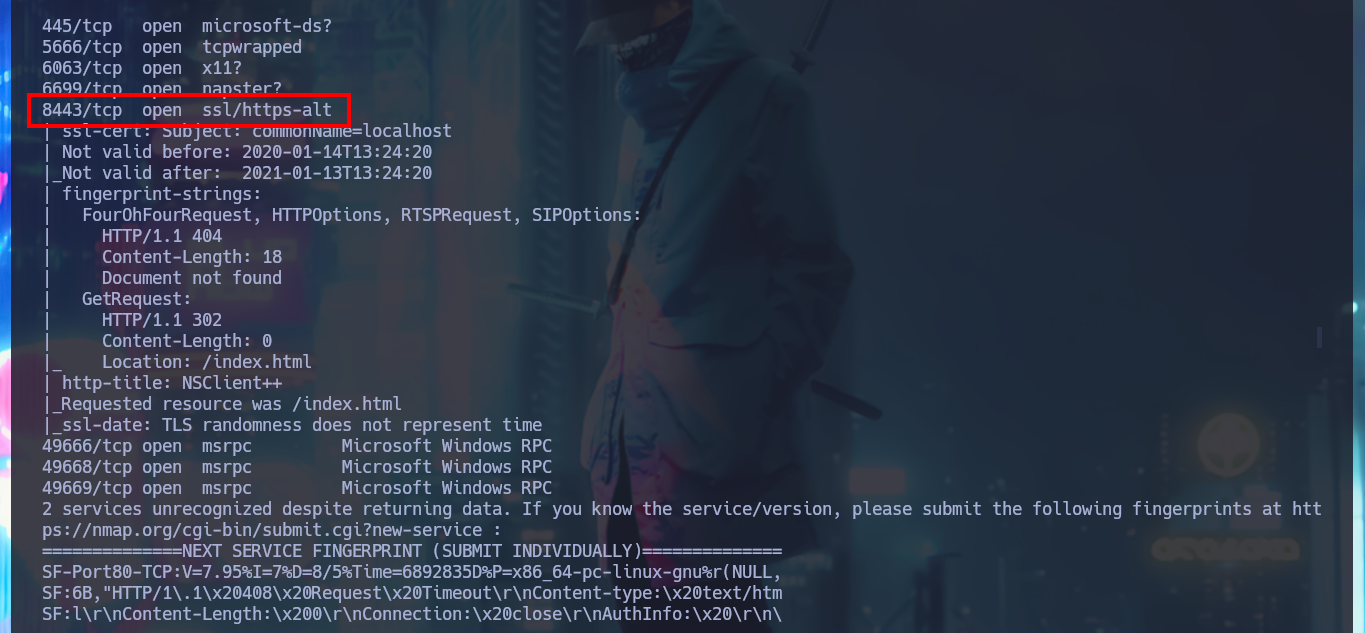 445/tcp   open  microsoft-ds?
5666/tcp  open  tcpwrapped
6063/tcp  open  x11?
6699/tcp  open  napster?
8443/tcp  open  ssl/https-alt
| ssl-cert: Subject: commonName=localhost
| Not valid before: 2020-01-14T13:24:20
|_Not valid after:  2021-01-13T13:24:20
| fingerprint-strings:
|   FourOhFourRequest, HTTPOptions, RTSPRequest, SIPOptions:
|     HTTP/1.1 404
|     Content-Length: 18
|     Document not found
|   GetRequest:
|     HTTP/1.1 302
|     Content-Length: 0
|_    Location: /index.html
| http-title: NSClient++
|_Requested resource was /index.html
|_ssl-date: TLS randomness does not represent time
49666/tcp open  msrpc         Microsoft Windows RPC
49668/tcp open  msrpc         Microsoft Windows RPC
49669/tcp open  msrpc         Microsoft Windows RPC
2 services unrecognized despite returning data. If you know the service/version, please submit the following fingerprints at htt
ps://nmap.org/cgi-bin/submit.cgi?new-service :
==============NEXT SERVICE FINGERPRINT (SUBMIT INDIVIDUALLY)==============
SF-Port80-TCP:V=7.95%I=7%D=8/5%Time=6892835D%P=x86_64-pc-linux-gnu%r(NULL,
SF:6B,"HTTP/1\.1\x20408\x20Request\x20Timeout\r\nContent-type:\x20text/htm
SF:l\r\nContent-Length:\x200\r\nConnection:\x20close\r\nAuthInfo:\x20\r\n\